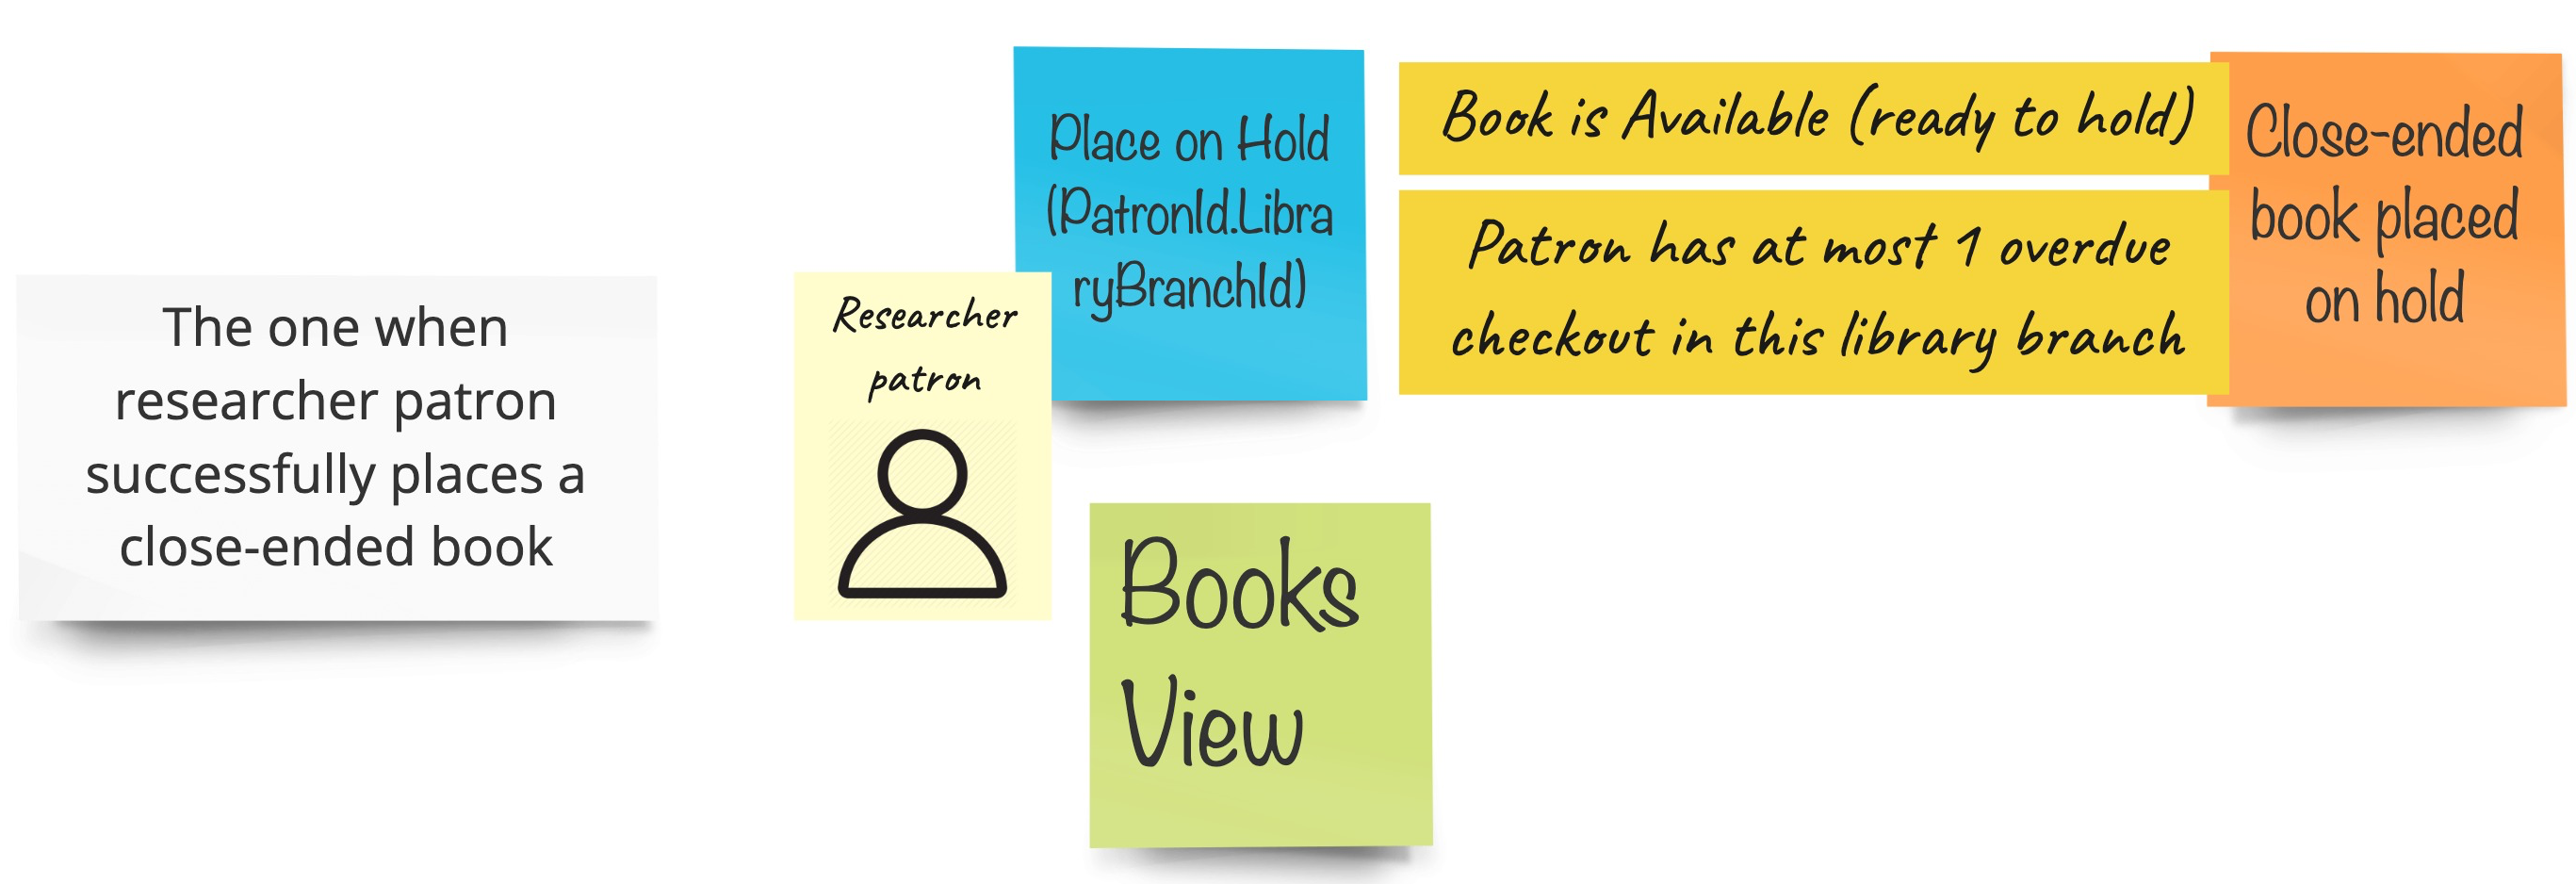 The one when
researcher patron
successfully places a
close-ended book
Researcher
patron
Place on Hold
(PatronId.Libra
ryBranchId)
Books
View
Book is Available (ready to hold)
Patron has at most 1 overdue
checkout in this library branch
Close-ended
book placed
on hold